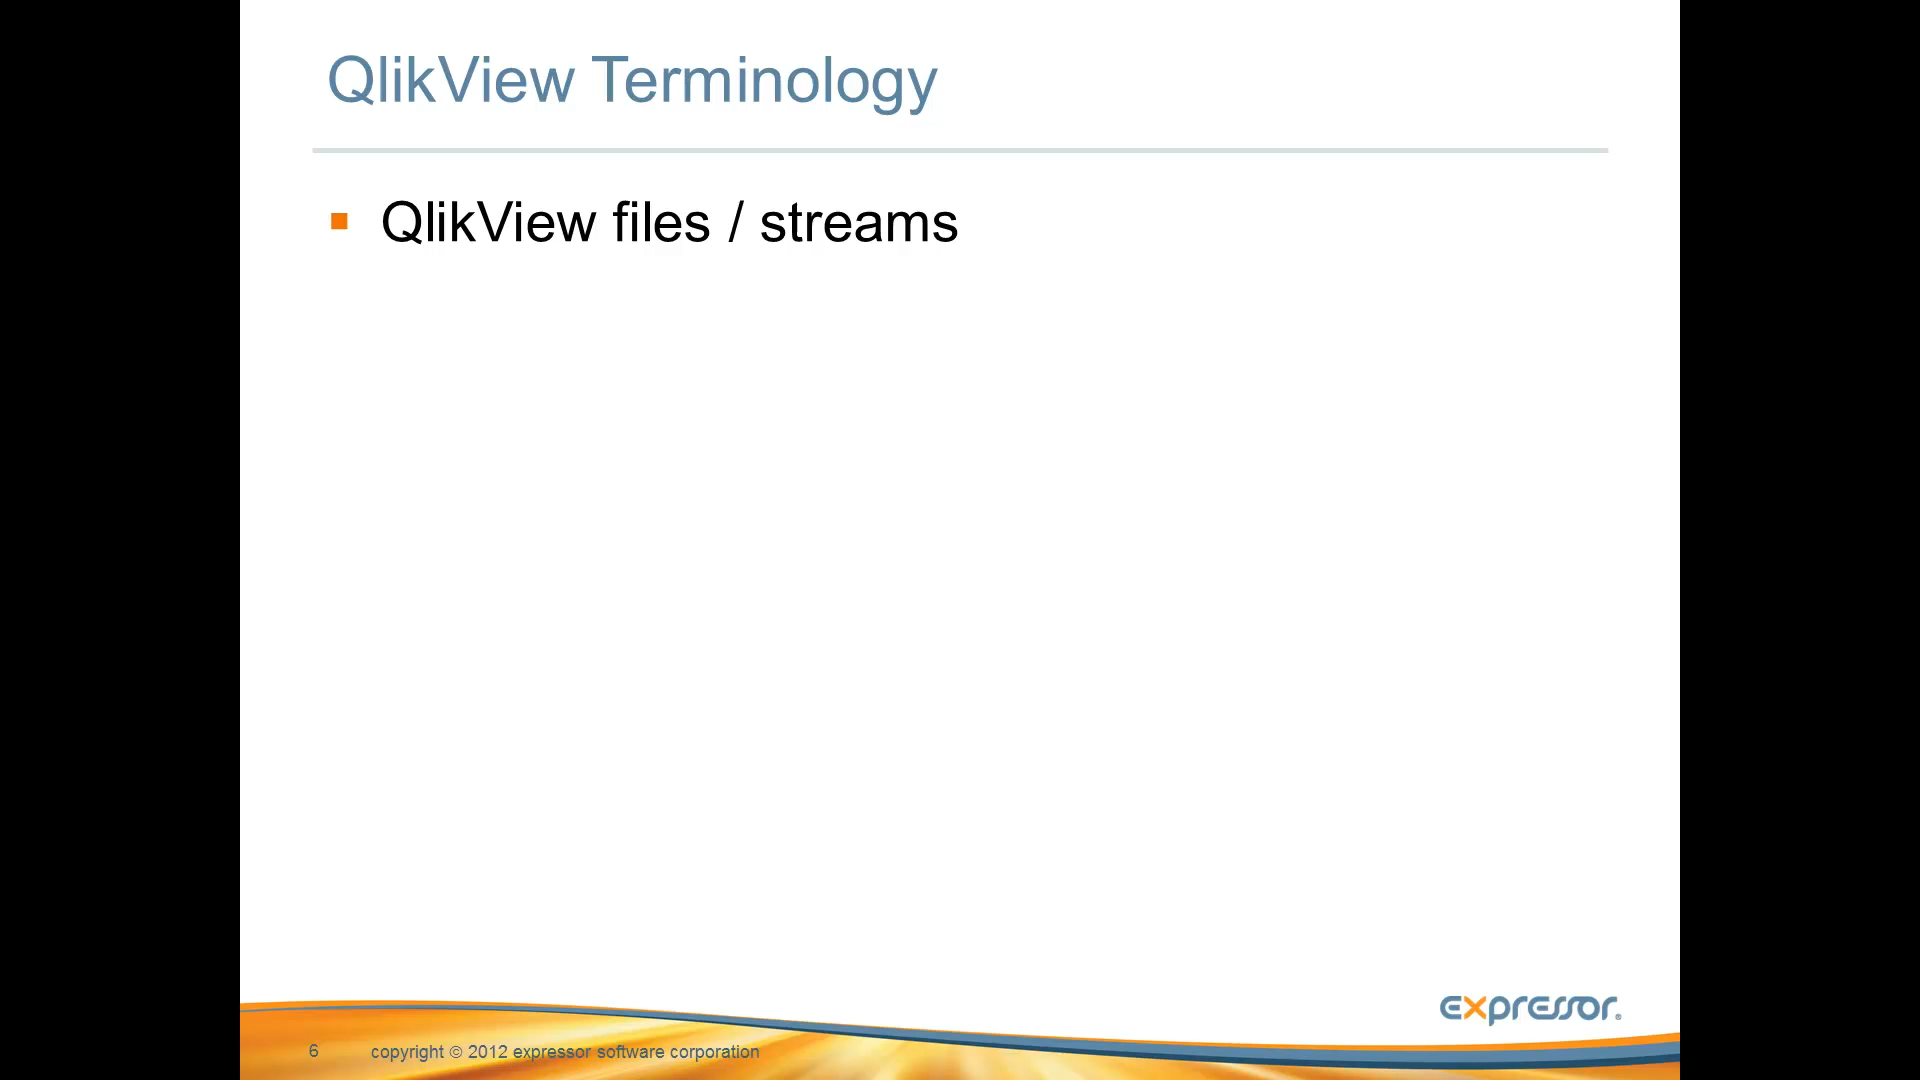 QlikView Terminology
QlikView files / streams
expressor®
6
copyright © 2012 expressor software corporation